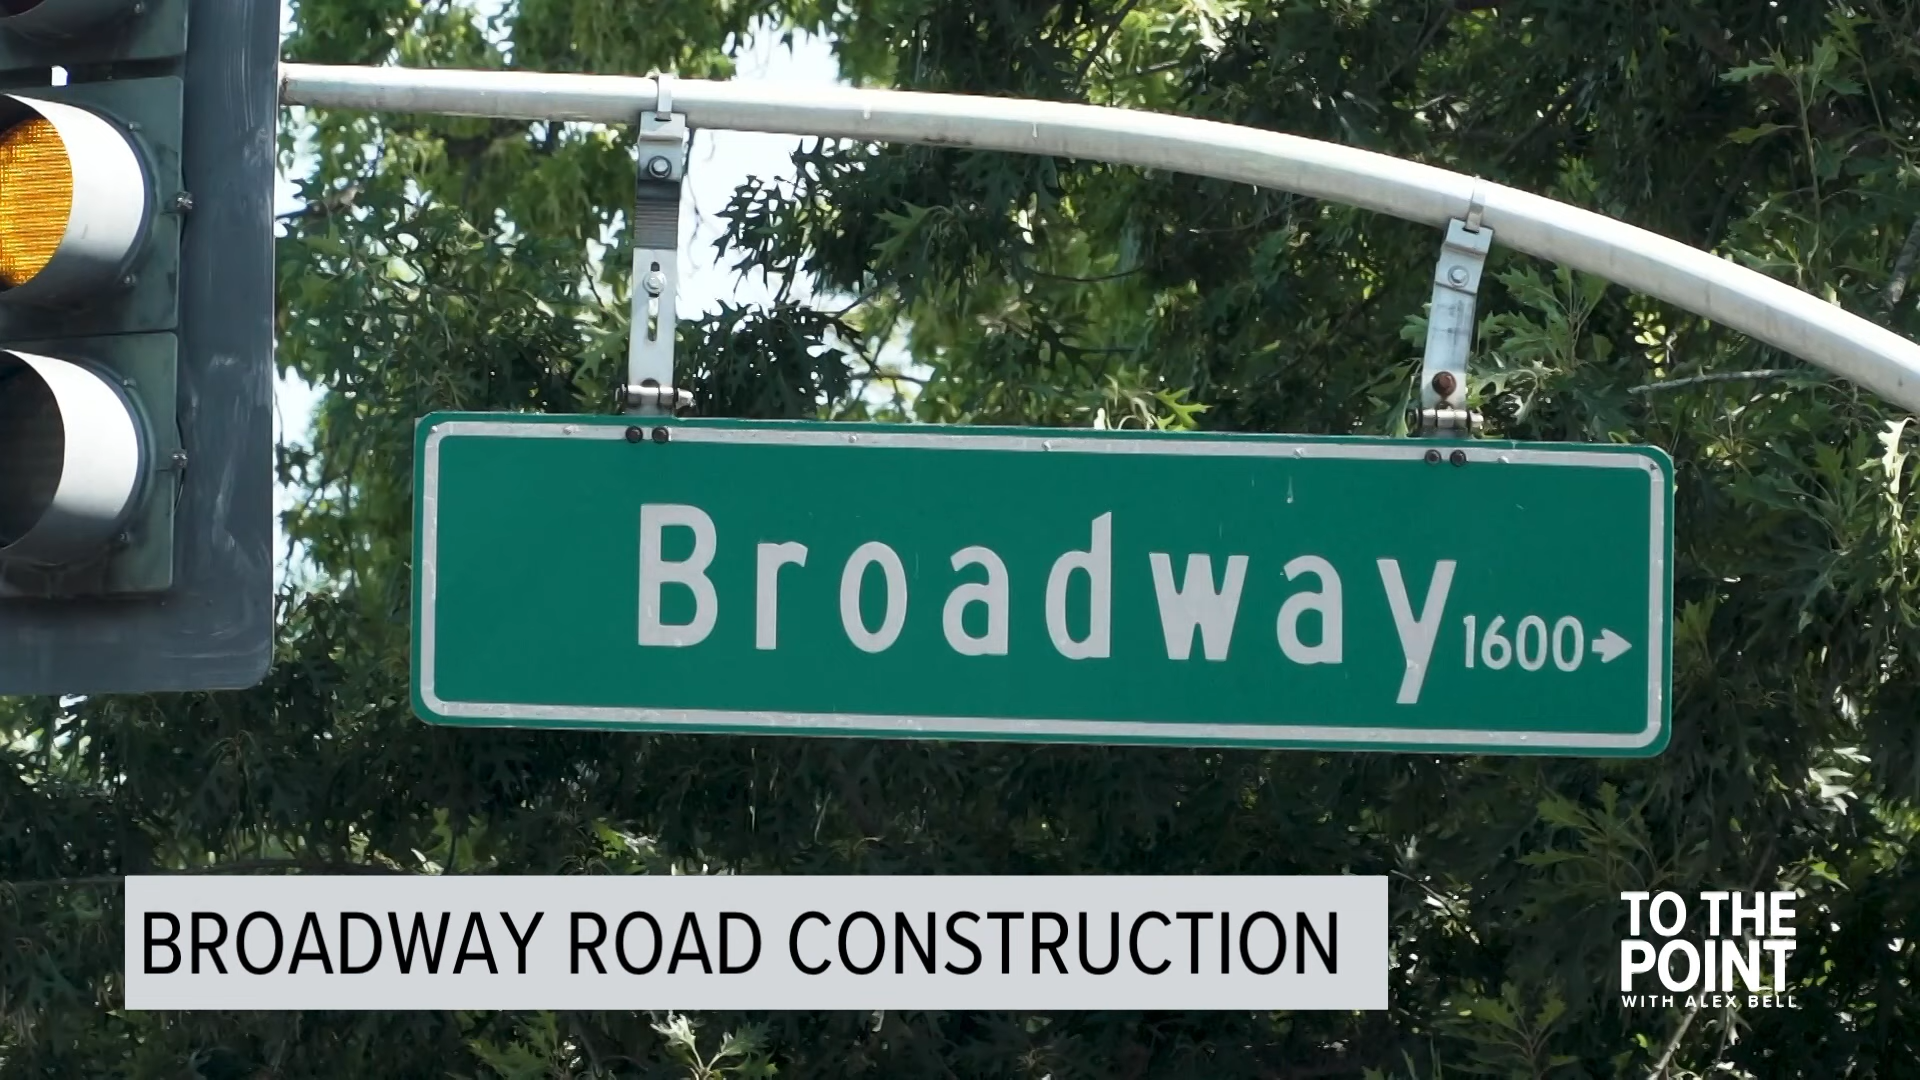 Broadway 1600→
BROADWAY ROAD CONSTRUCTION
TO THE
POINT
WITH ALEX BELL